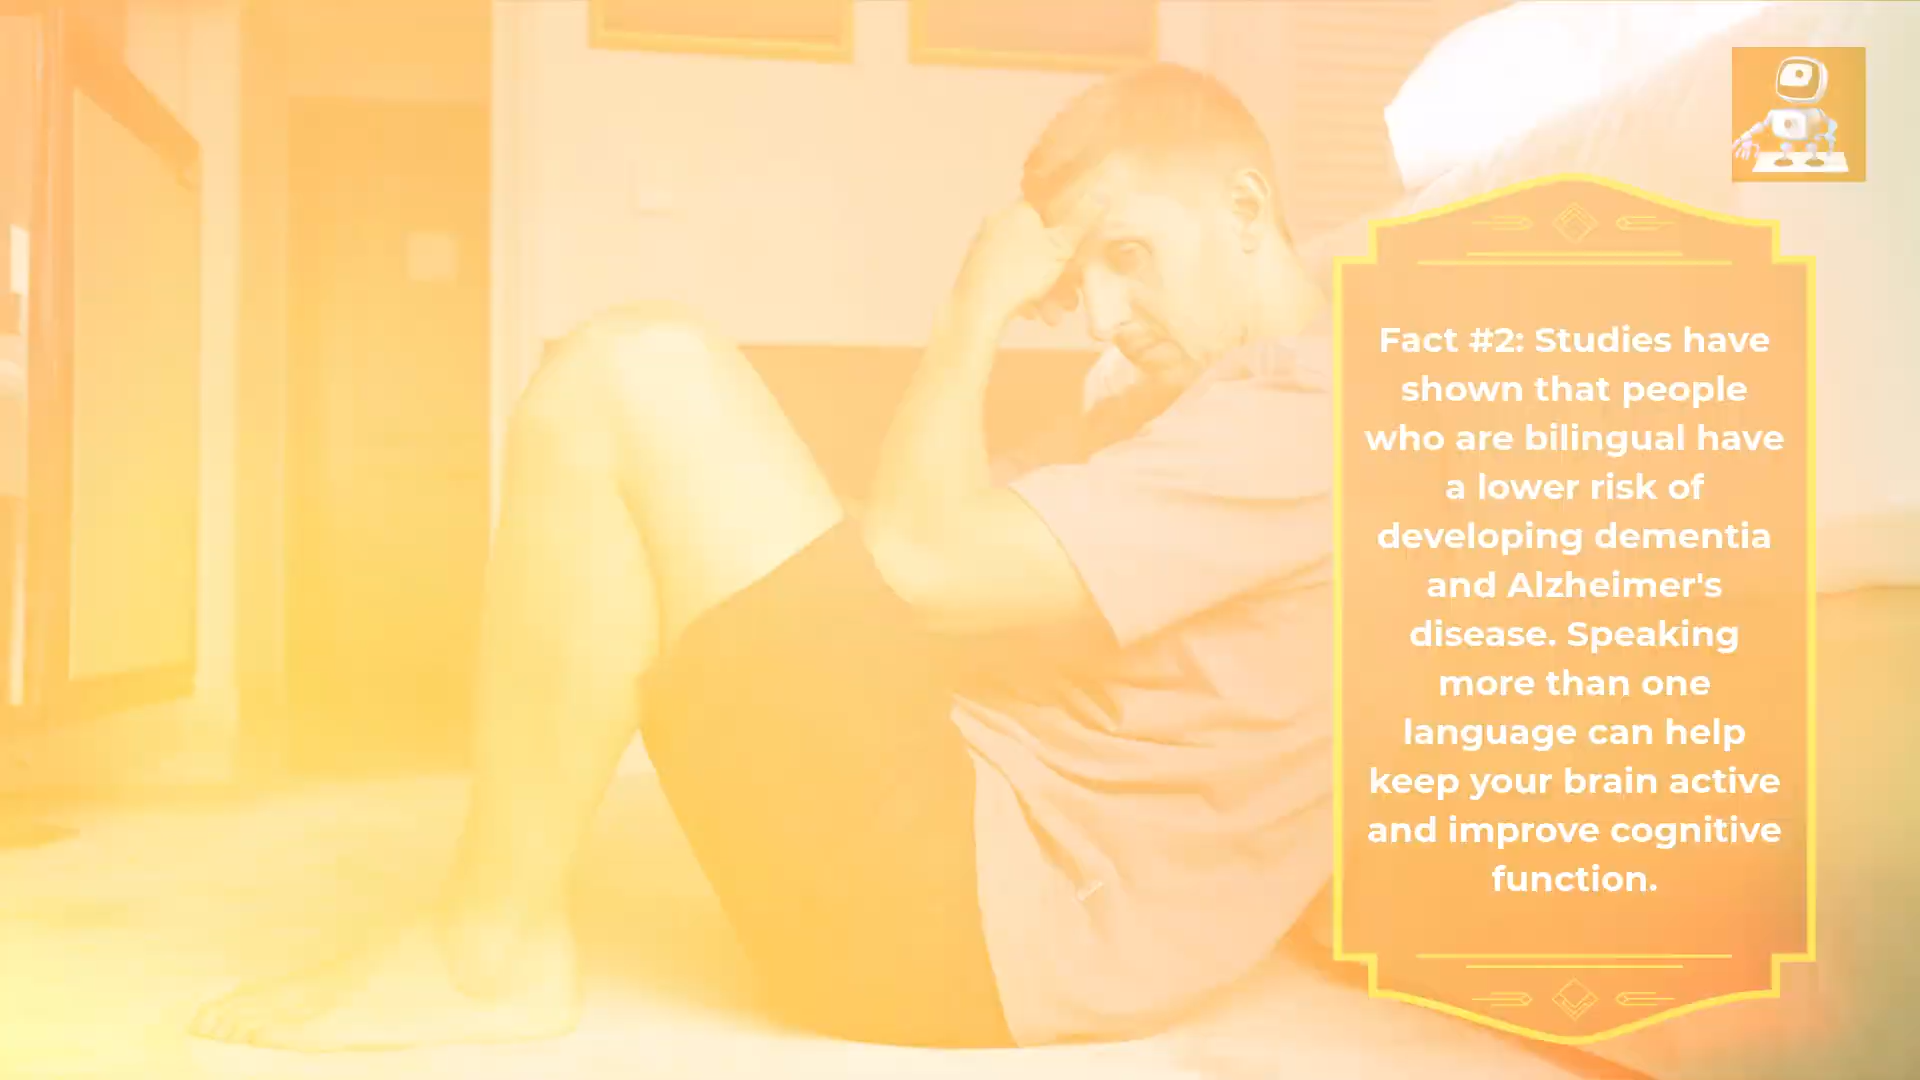 Fact #2: Studies have
shown that people
who are bilingual have
a lower risk of
developing dementia
and Alzheimer's
disease. Speaking
more than one
language can help
keep your brain active
and improve cognitive
function.